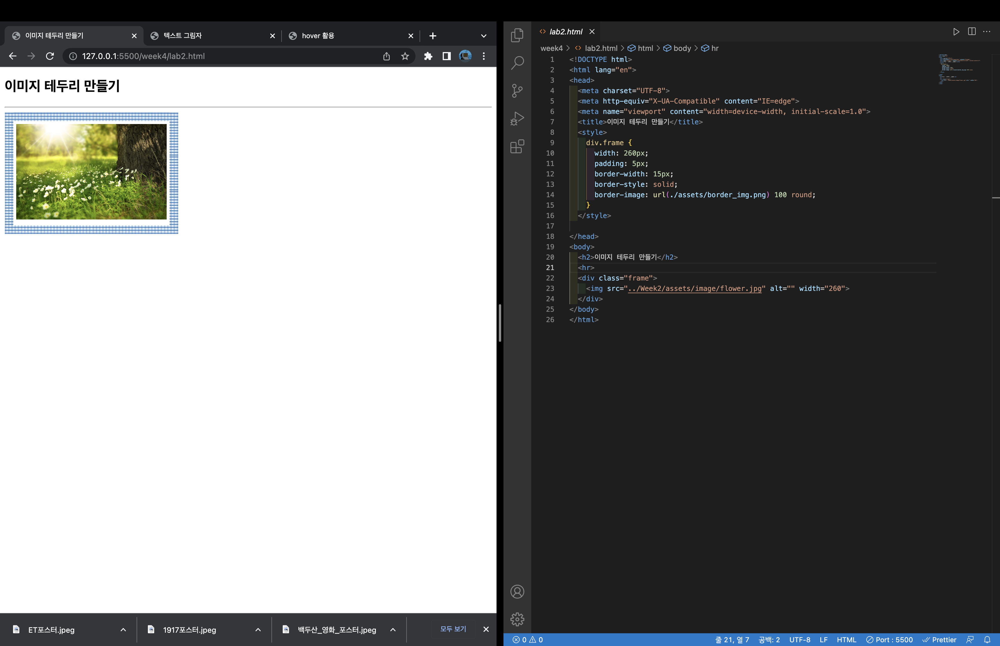 이미지 테두리 만들기
텍스트 그림자
hover 활용
127.0.0.1:5500/week4/lab2.html
이미지 테두리 만들기
ET포스터.jpeg
1917포스터.jpeg
백두산_영화_포스터.jpeg
모두 보기
<> lab2.html
week4 > <> lab2.html > html > body > hr
1 <!DOCTYPE html>
2 <html lang="en">
3 <head>
4 <meta charset="UTF-8">
5 <meta http-equiv="X-UA-Compatible" content="IE=edge">
6 <meta name="viewport" content="width=device-width, initial-scale=1.0">
7 <title>이미지 테두리 만들기</title>
8 <style>
9 div.frame {
10 width: 260px;
11 padding: 5px;
12 border-width: 15px;
13 border-style: solid;
14 border-image: url(./assets/border_img.png) 100 round;
15 }
16 </style>
17
18 </head>
19 <body>
20 <h2>이미지 테두리 만들기</h2>
21 <hr>
22 <div class="frame">
23 <img src="../Week2/assets/image/flower.jpg" alt="" width="260">
24 </div>
25 </body>
26 </html>
0 0 줄 21, 열 7 공백: 2 UTF-8 LF HTML Port : 5500 Prettier